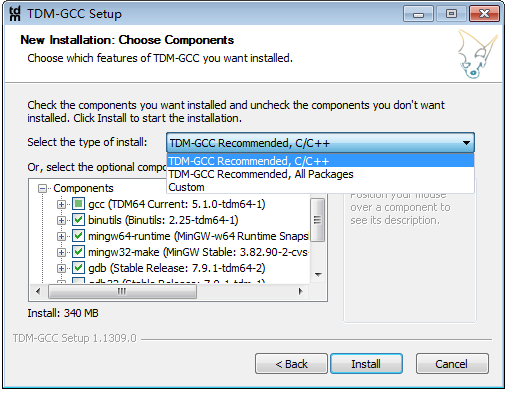 tdm
TDM-GCC Setup
New Installation: Choose Components
Choose which features of TDM-GCC you want installed.
Check the components you want installed and uncheck the components you don't want
installed. Click Install to start the installation.
Select the type of install:
TDM-GCC Recommended, C/C++
TDM-GCC Recommended, C/C++
TDM-GCC Recommended, All Packages
Custom
Or, select the optional compo
Components
gcc (TDM64 Current: 5.1.0-tdm64-1)
binutils (Binutils: 2.25-tdm64-1)
mingw64-runtime (MinGW-w64 Runtime Snaps
mingw32-make (MinGW Stable: 3.82.90-2-cvs
gdb (Stable Release: 7.9.1-tdm64-2)
Position your mouse
over a component to
see its description.
Install: 340 MB
TDM-GCC Setup 1.1309.0
< Back
Install
Cancel